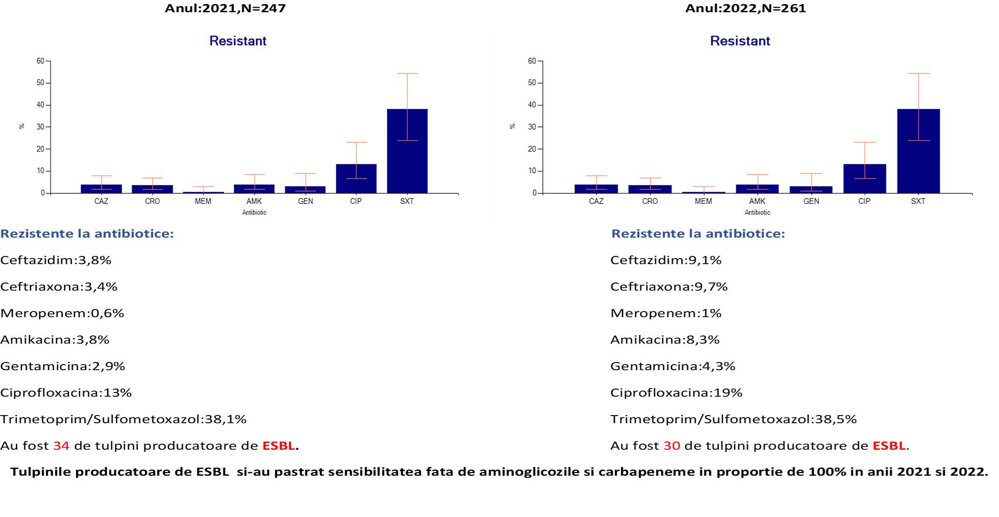 Anul:2021,N=247
Resistant
60
50
40
30
20
10
0
%
CAZ CRO MEM AMK GEN CIP SXT
Antibiotic
Rezistente la antibiotice:
Ceftazidim:3,8%
Ceftriaxona:3,4%
Meropenem:0,6%
Amikacina:3,8%
Gentamicina:2,9%
Ciprofloxacina:13%
Trimetoprim/Sulfometoxazol:38,1%
Au fost 34 de tulpini producatoare de ESBL.
Anul:2022,N=261
Resistant
60
50
40
30
20
10
0
%
CAZ CRO MEM AMK GEN CIP SXT
Antibiotic
Rezistente la antibiotice:
Ceftazidim:9,1%
Ceftriaxona:9,7%
Meropenem:1%
Amikacina:8,3%
Gentamicina:4,3%
Ciprofloxacina:19%
Trimetoprim/Sulfometoxazol:38,5%
Au fost 30 de tulpini producatoare de ESBL.
Tulpinile producatoare de ESBL si-au pastrat sensibilitatea fata de aminoglicozile si carbapeneme in proportie de 100% in anii 2021 si 2022.